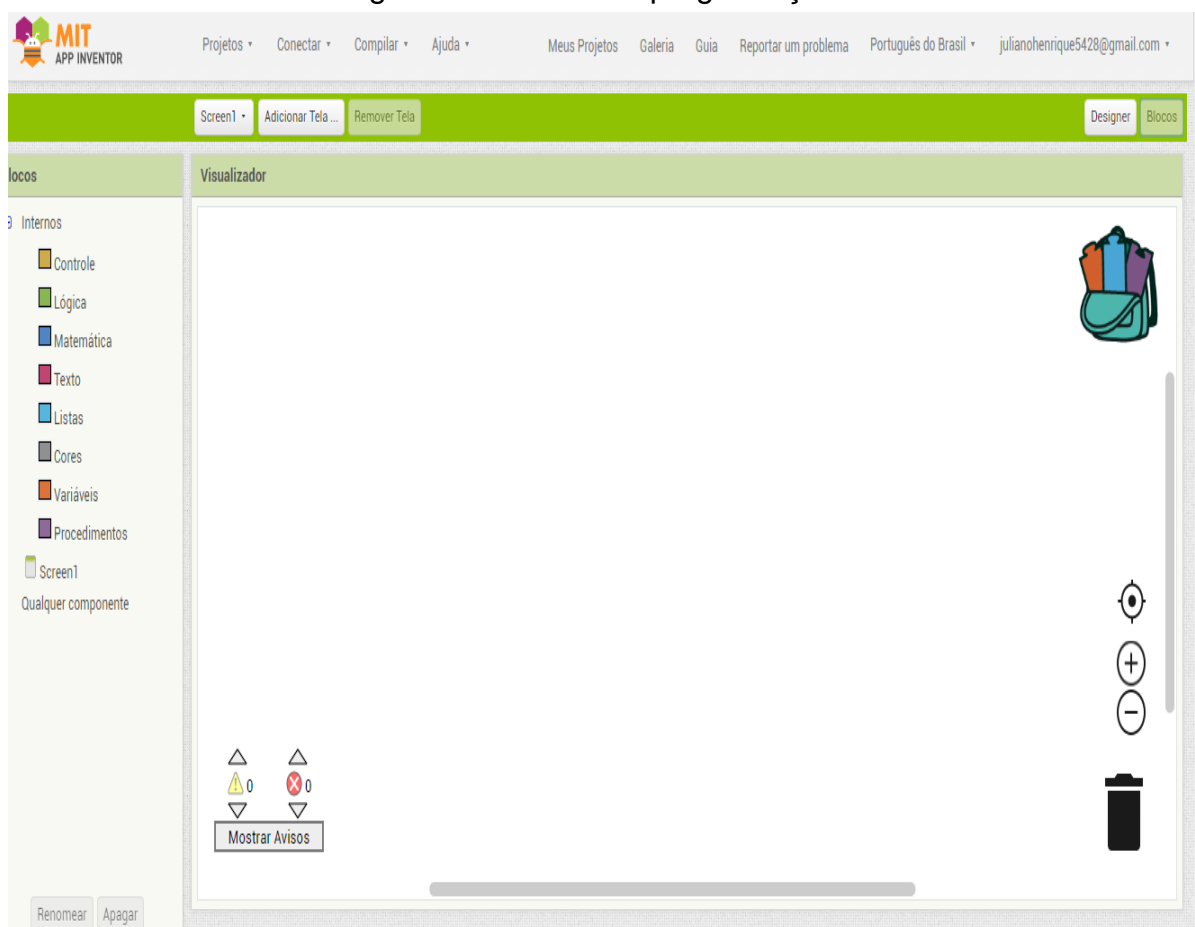 MIT
APP INVENTOR
Projetos Conectar Compilar Ajuda Meus Projetos Galeria Guia Reportar um problema Português do Brasil julianohenrique5428@gmail.com
Screen1 Adicionar Tela ... Remover Tela Designer Blocos
locos Visualizador
Internos
Controle
Lógica
Matemática
Texto
Listas
Cores
Variáveis
Procedimentos
Screen1
Qualquer componente
0 0
Mostrar Avisos
Renomear Apagar